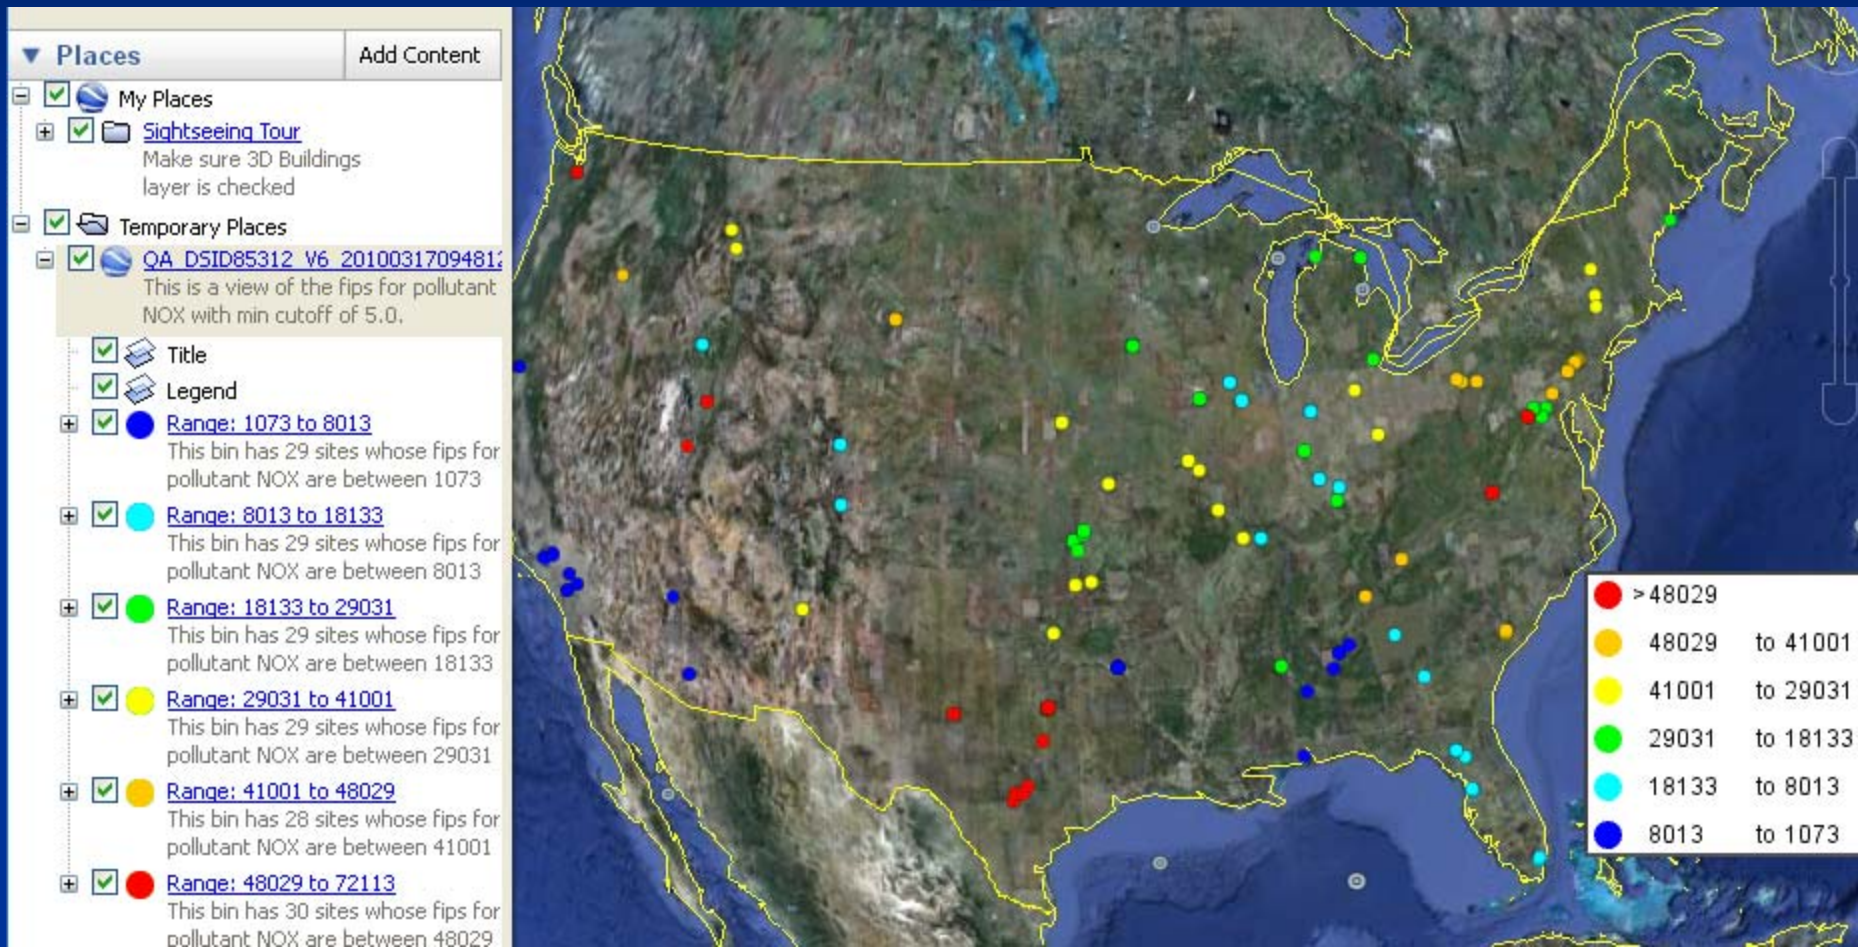 Places
Add Content
My Places
Sightseeing Tour
Make sure 3D Buildings
layer is checked
Temporary Places
QA_DSID85312_V6_20100317094812
This is a view of the fips for pollutant
NOX with min cutoff of 5.0.
Title
Legend
Range: 1073 to 8013
This bin has 29 sites whose fips for
pollutant NOX are between 1073
Range: 8013 to 18133
This bin has 29 sites whose fips for
pollutant NOX are between 8013
Range: 18133 to 29031
This bin has 29 sites whose fips for
pollutant NOX are between 18133
Range: 29031 to 41001
This bin has 29 sites whose fips for
pollutant NOX are between 29031
Range: 41001 to 48029
This bin has 28 sites whose fips for
pollutant NOX are between 41001
Range: 48029 to 72113
This bin has 30 sites whose fips for
pollutant NOX are between 48029
>48029
48029 to 41001
41001 to 29031
29031 to 18133
18133 to 8013
8013 to 1073